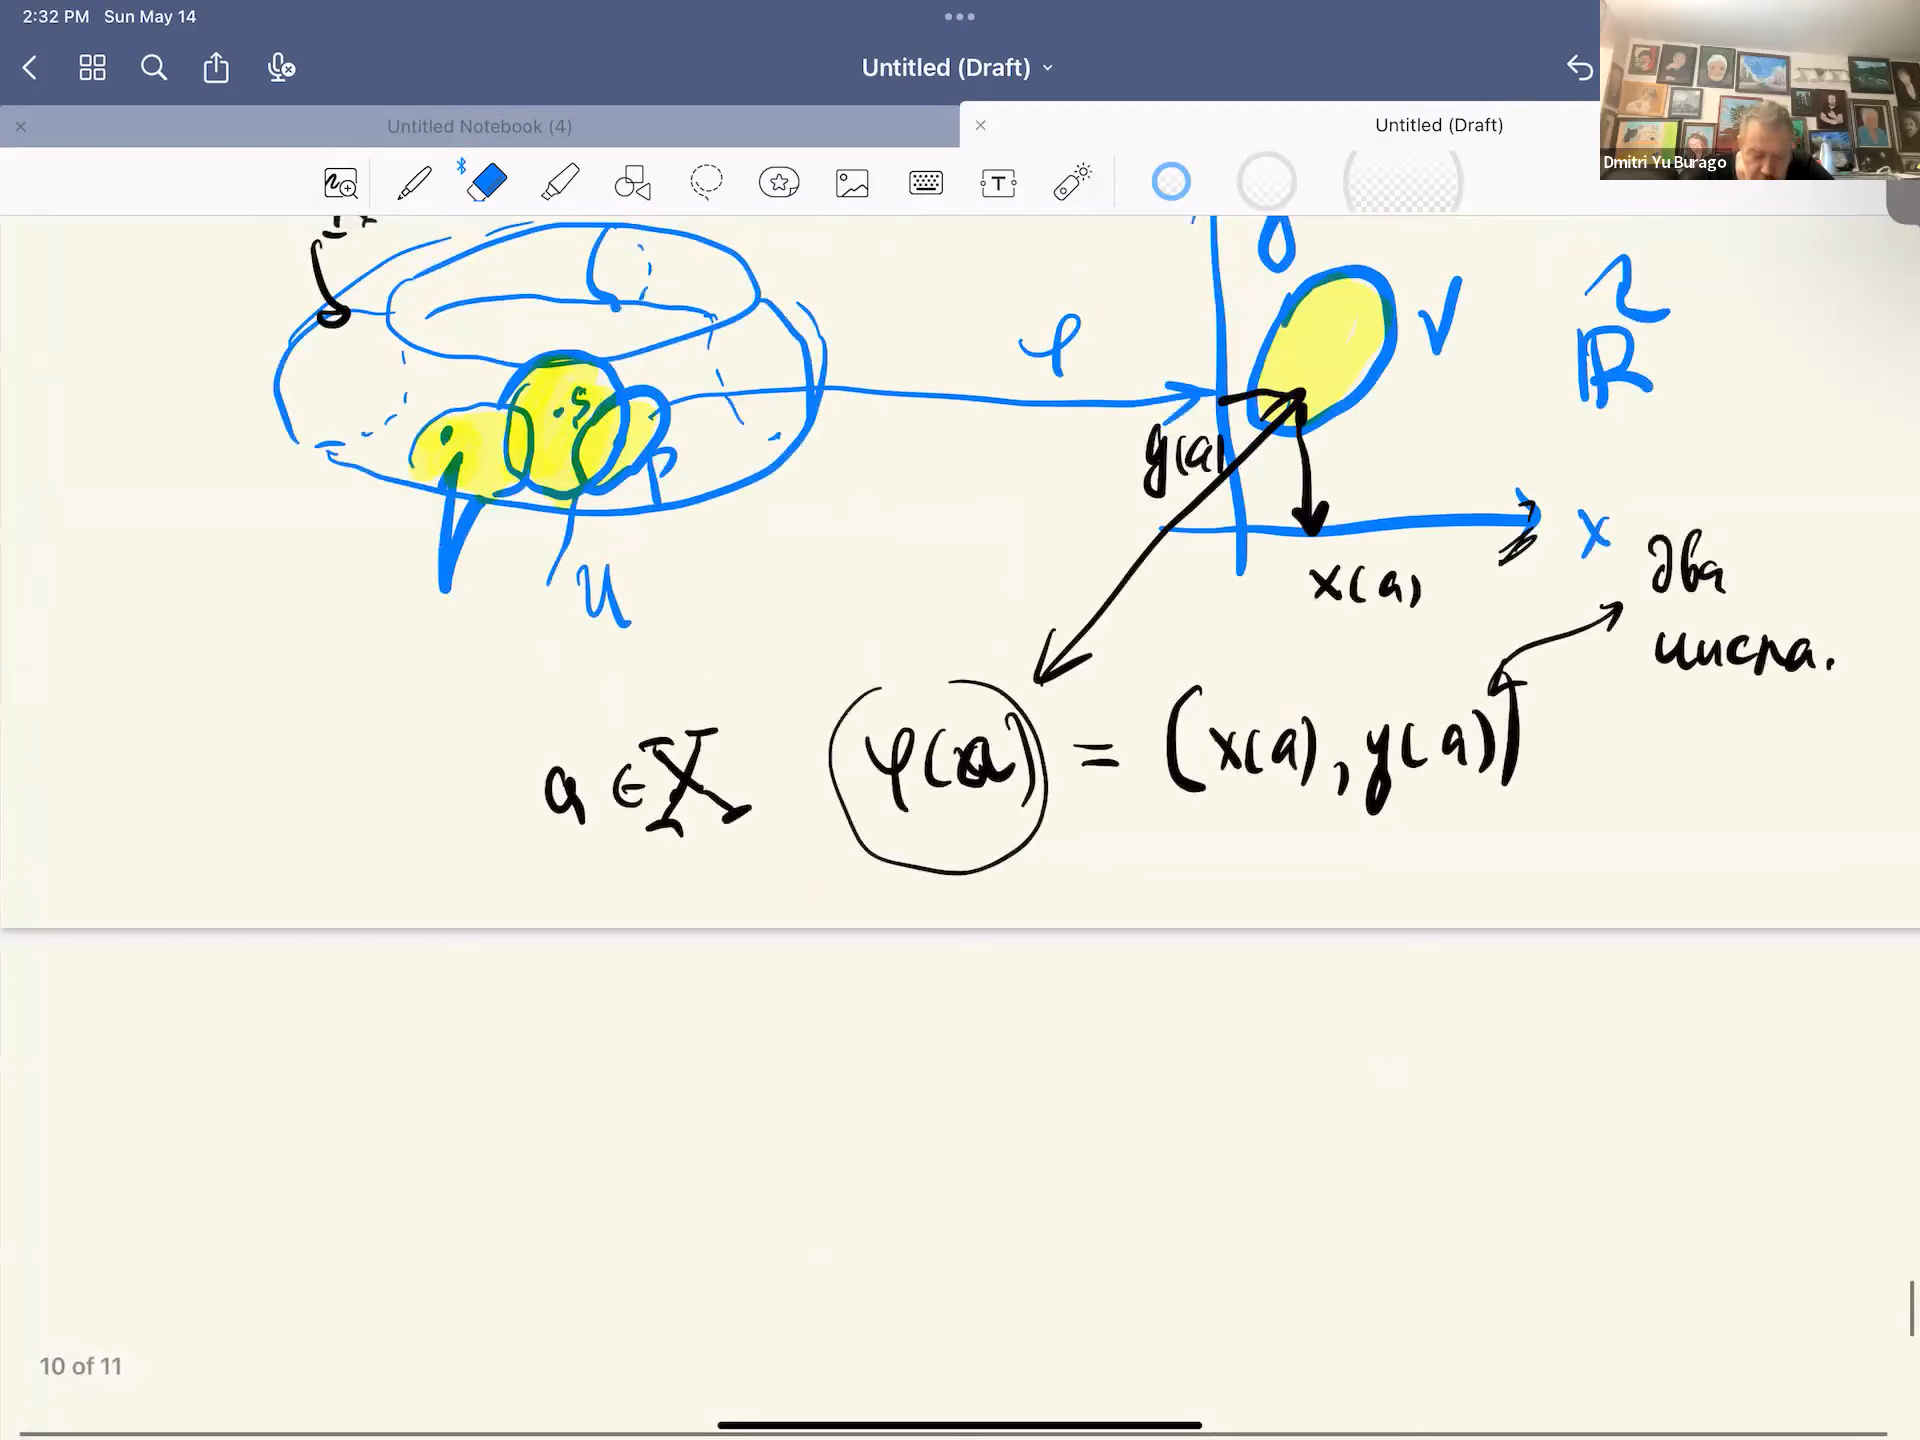 2:32 PM Sun May 14
Untitled (Draft)
Untitled Notebook (4)
Untitled (Draft)
Dmitri Yu Burago
T
φ
V
ℝ²
S
y(a)
x
U
x(a)
два
числа.
a ∈ X
φ(a) = (x(a), y(a))
10 of 11